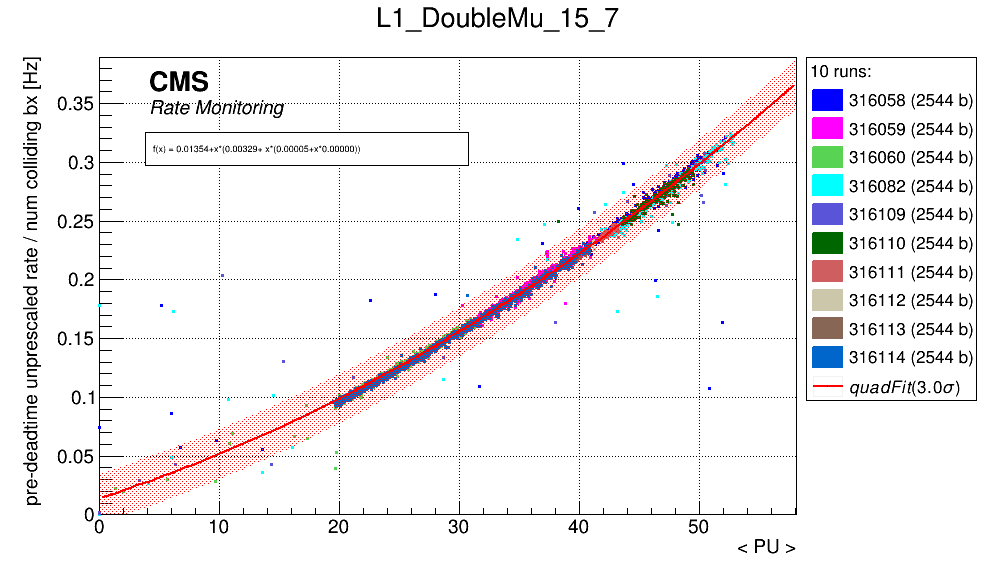 L1_DoubleMu_15_7
pre-deadtime unprescaled rate / num colliding bx [Hz]
CMS
Rate Monitoring
f(x) = 0.01354+x*(0.00329+ x*(0.00005+x*0.00000))
0.35
0.3
0.25
0.2
0.15
0.1
0.05
0
0 10 20 30 40 50
< PU >
10 runs:
316058 (2544 b)
316059 (2544 b)
316060 (2544 b)
316082 (2544 b)
316109 (2544 b)
316110 (2544 b)
316111 (2544 b)
316112 (2544 b)
316113 (2544 b)
316114 (2544 b)
quadFit(3.0σ)